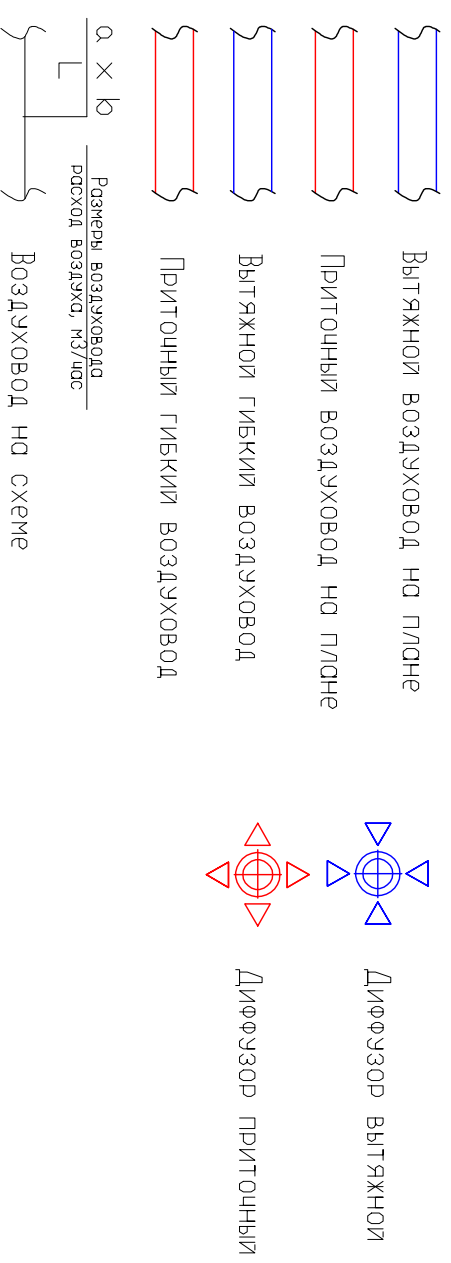 Вытяжной воздуховод на плане
Приточный воздуховод на плане
Вытяжной гибкий воздуховод
Приточный гибкий воздуховод
a x b
L
Размеры воздуховода
расход воздуха, м3/час
Воздуховод на схеме
Диффузор вытяжной
Диффузор приточный